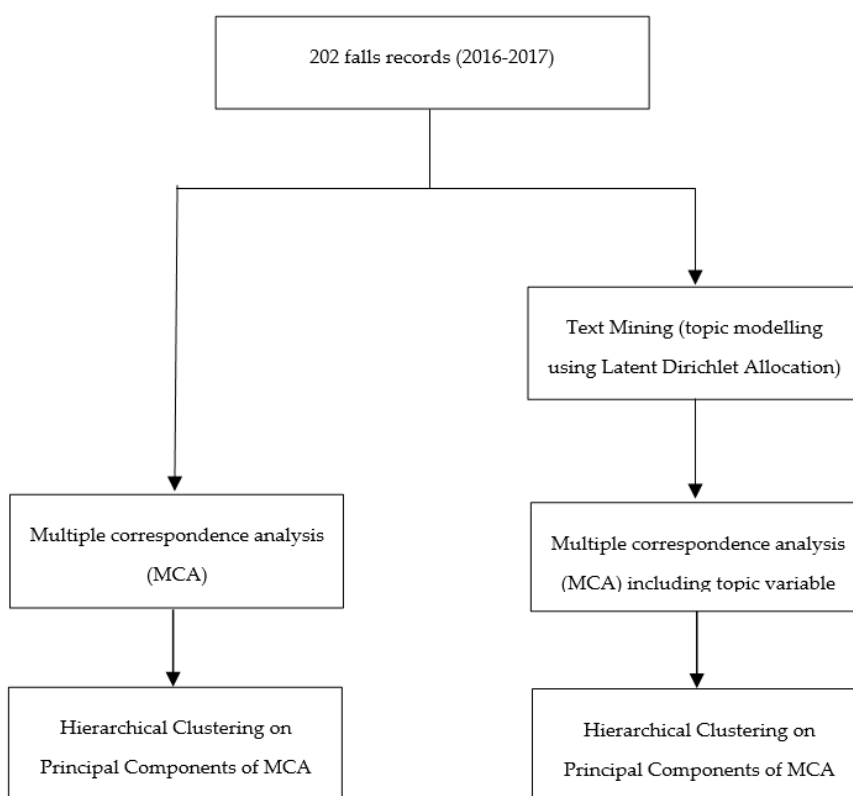 202 falls records (2016-2017)
Text Mining (topic modelling
using Latent Dirichlet Allocation)
Multiple correspondence analysis
(MCA)
Multiple correspondence analysis
(MCA) including topic variable
Hierarchical Clustering on
Principal Components of MCA
Hierarchical Clustering on
Principal Components of MCA